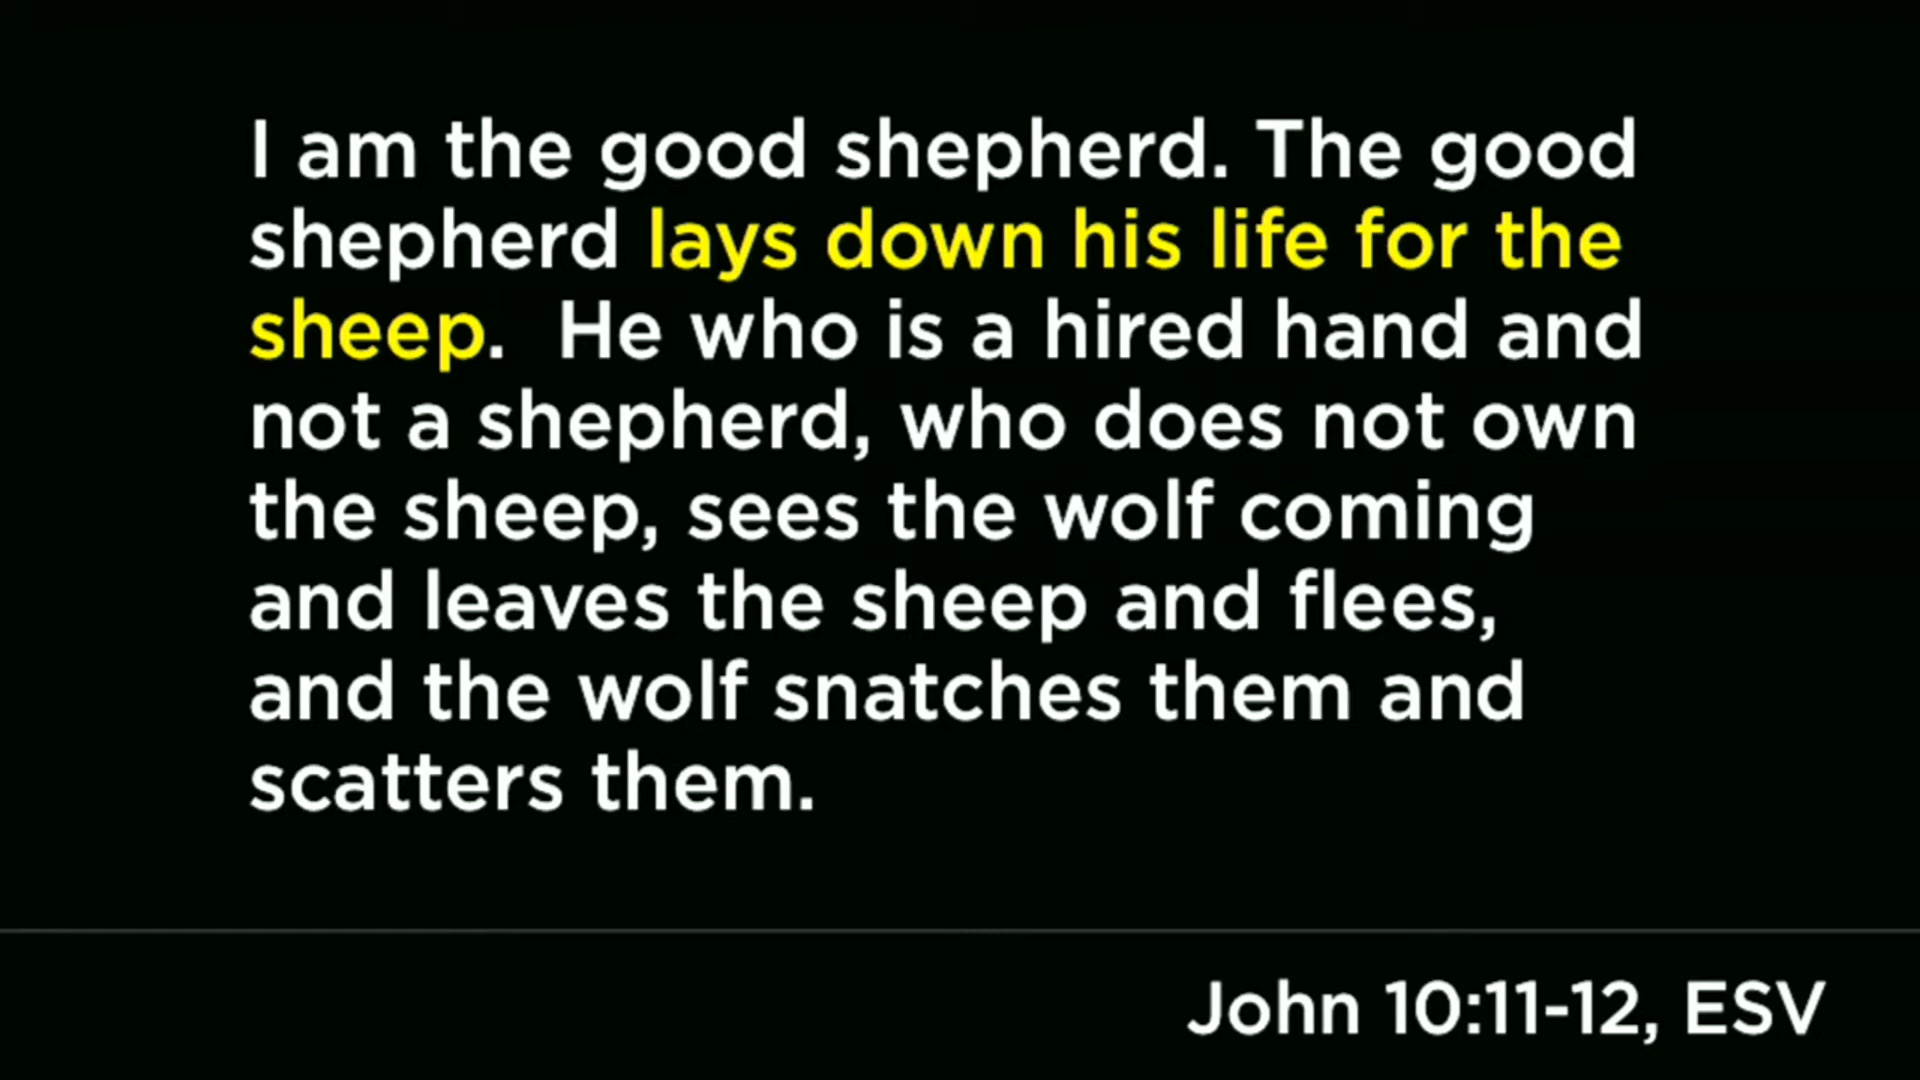 I am the good shepherd. The good
shepherd lays down his life for the
sheep.  He who is a hired hand and
not a shepherd, who does not own
the sheep, sees the wolf coming
and leaves the sheep and flees,
and the wolf snatches them and
scatters them.
John 10:11-12, ESV